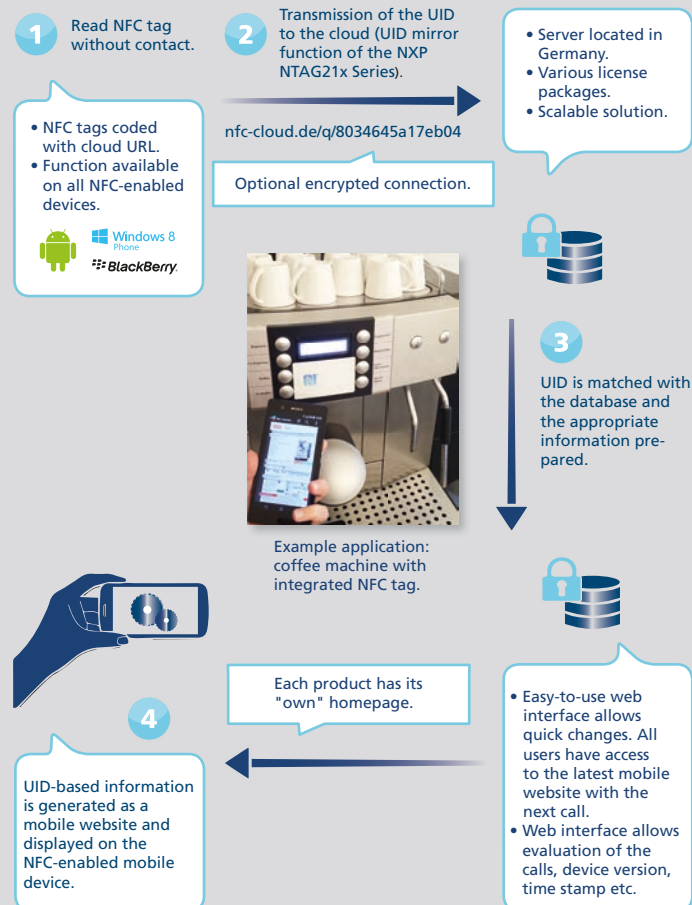 1
Read NFC tag
without contact.
2
Transmission of the UID
to the cloud (UID mirror
function of the NXP
NTAG21x Series).
nfc-cloud.de/q/8034645a17eb04
Optional encrypted connection.
• NFC tags coded
with cloud URL.
• Function available
on all NFC-enabled
devices.
Windows 8
Phone
BlackBerry
• Server located in
Germany.
• Various license
packages.
• Scalable solution.
3
UID is matched with
the database and
the appropriate
information pre-
pared.
Example application:
coffee machine with
integrated NFC tag.
• Easy-to-use web
interface allows
quick changes. All
users have access
to the latest mobile
website with the
next call.
• Web interface allows
evaluation of the
calls, device version,
time stamp etc.
Each product has its
"own" homepage.
4
UID-based information
is generated as a
mobile website and
displayed on the
NFC-enabled mobile
device.